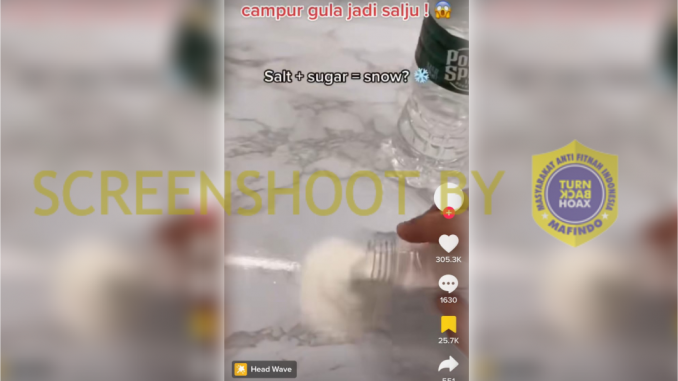 campur gula jadi salju ! 😱
Salt + sugar = snow? ❄️
SCREENSHOOT BY
MASYARAKAT ANTI FITNAH INDONESIA
TURN
BACK
HOAX
MAFINDO
305.3K
1630
25.7K
551
Head Wave